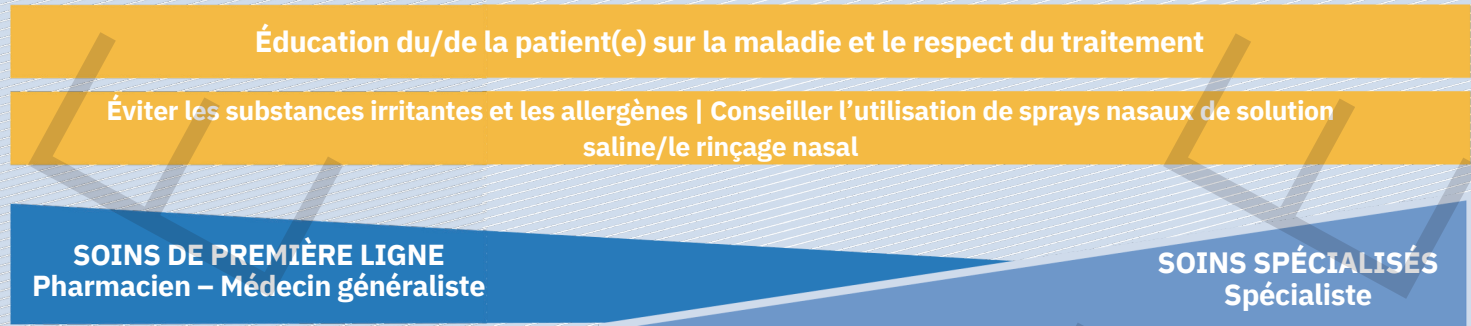 Éducation du/de la patient(e) sur la maladie et le respect du traitement
Éviter les substances irritantes et les allergènes | Conseiller l’utilisation de sprays nasaux de solution
saline/le rinçage nasal
SOINS DE PREMIÈRE LIGNE
Pharmacien – Médecin généraliste
SOINS SPÉCIALISÉS
Spécialiste